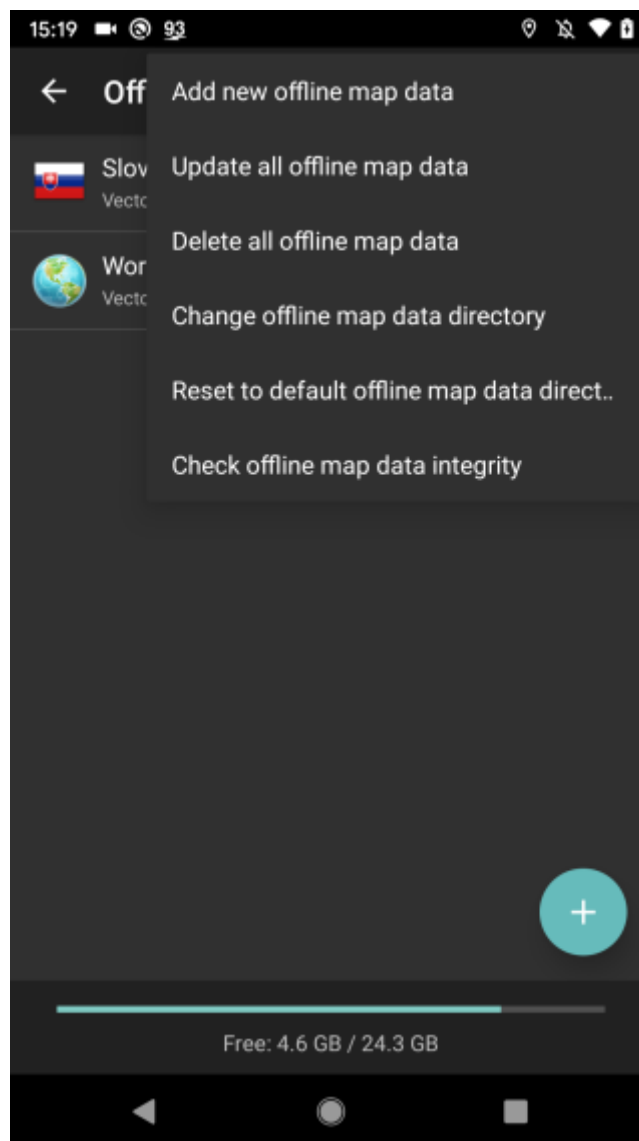 15:19 93
Off
Add new offline map data
Slov
Update all offline map data
Vecto
Delete all offline map data
Wor
Vecto
Change offline map data directory
Reset to default offline map data direct..
Check offline map data integrity
Free: 4.6 GB / 24.3 GB